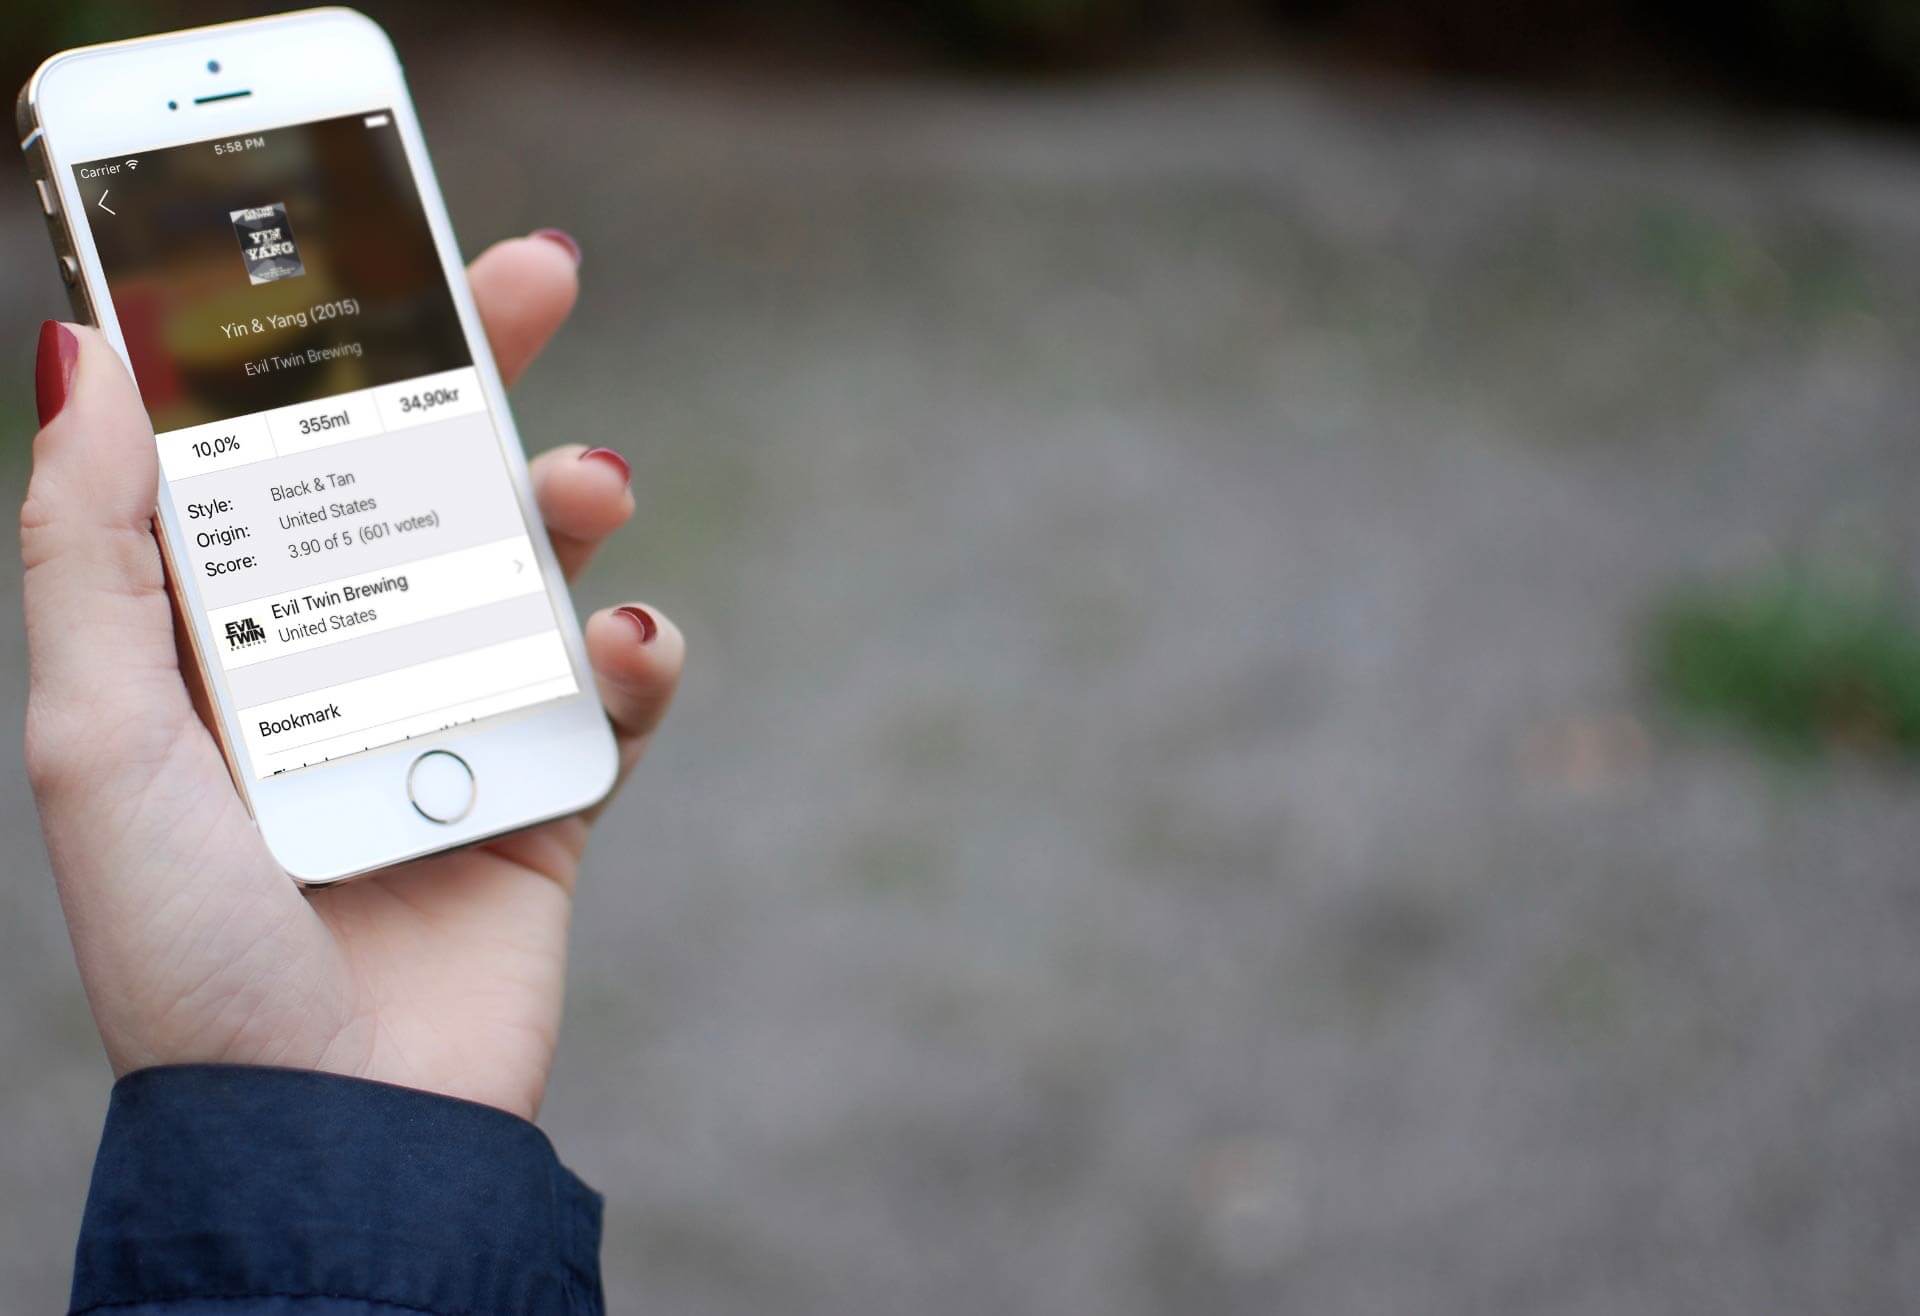 Carrier
5:58 PM
YIN
YANG
Yin & Yang (2015)
Evil Twin Brewing
10,0%
355ml
34,90kr
Style: Black & Tan
Origin: United States
Score: 3.90 of 5 (601 votes)
EVIL
TWIN
BREWING
Evil Twin Brewing
United States
Bookmark